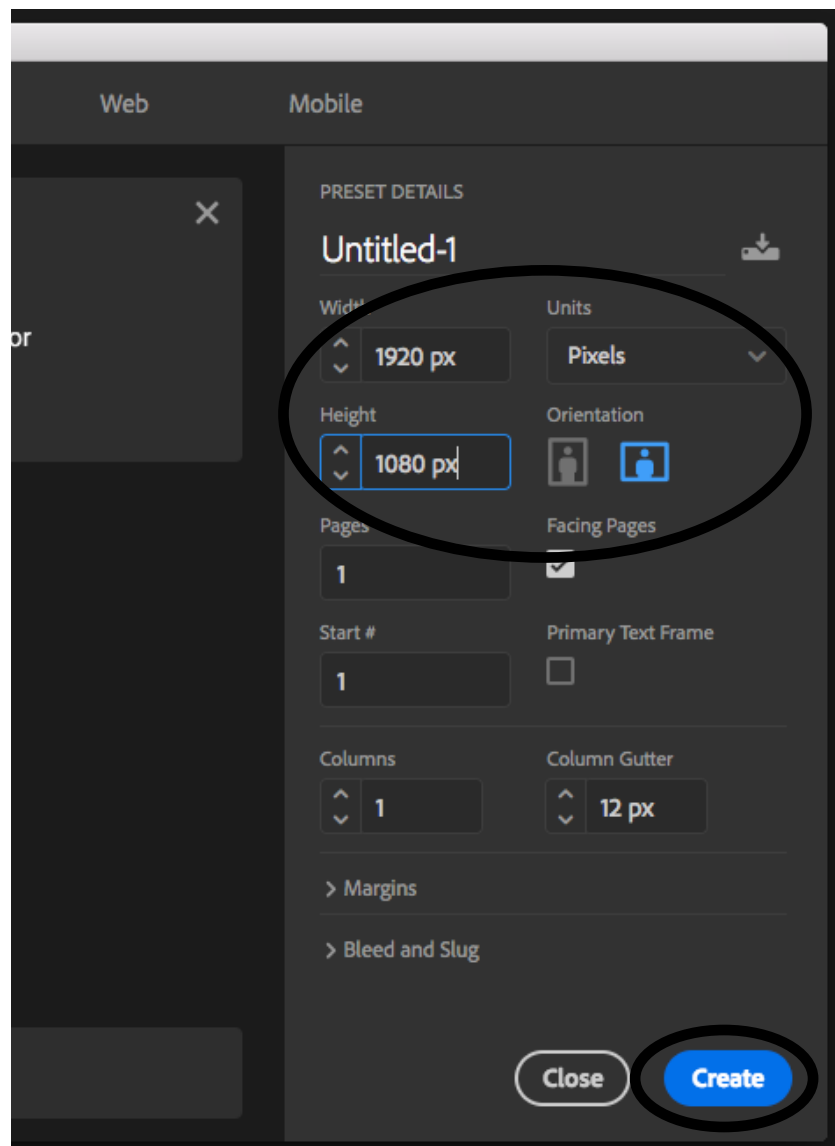 Web Mobile
PRESET DETAILS
Untitled-1
Width Units
1920 px Pixels
or
Height Orientation
1080 px
Pages Facing Pages
1
Start # Primary Text Frame
1
Columns Column Gutter
1 12 px
Margins
Bleed and Slug
Close Create